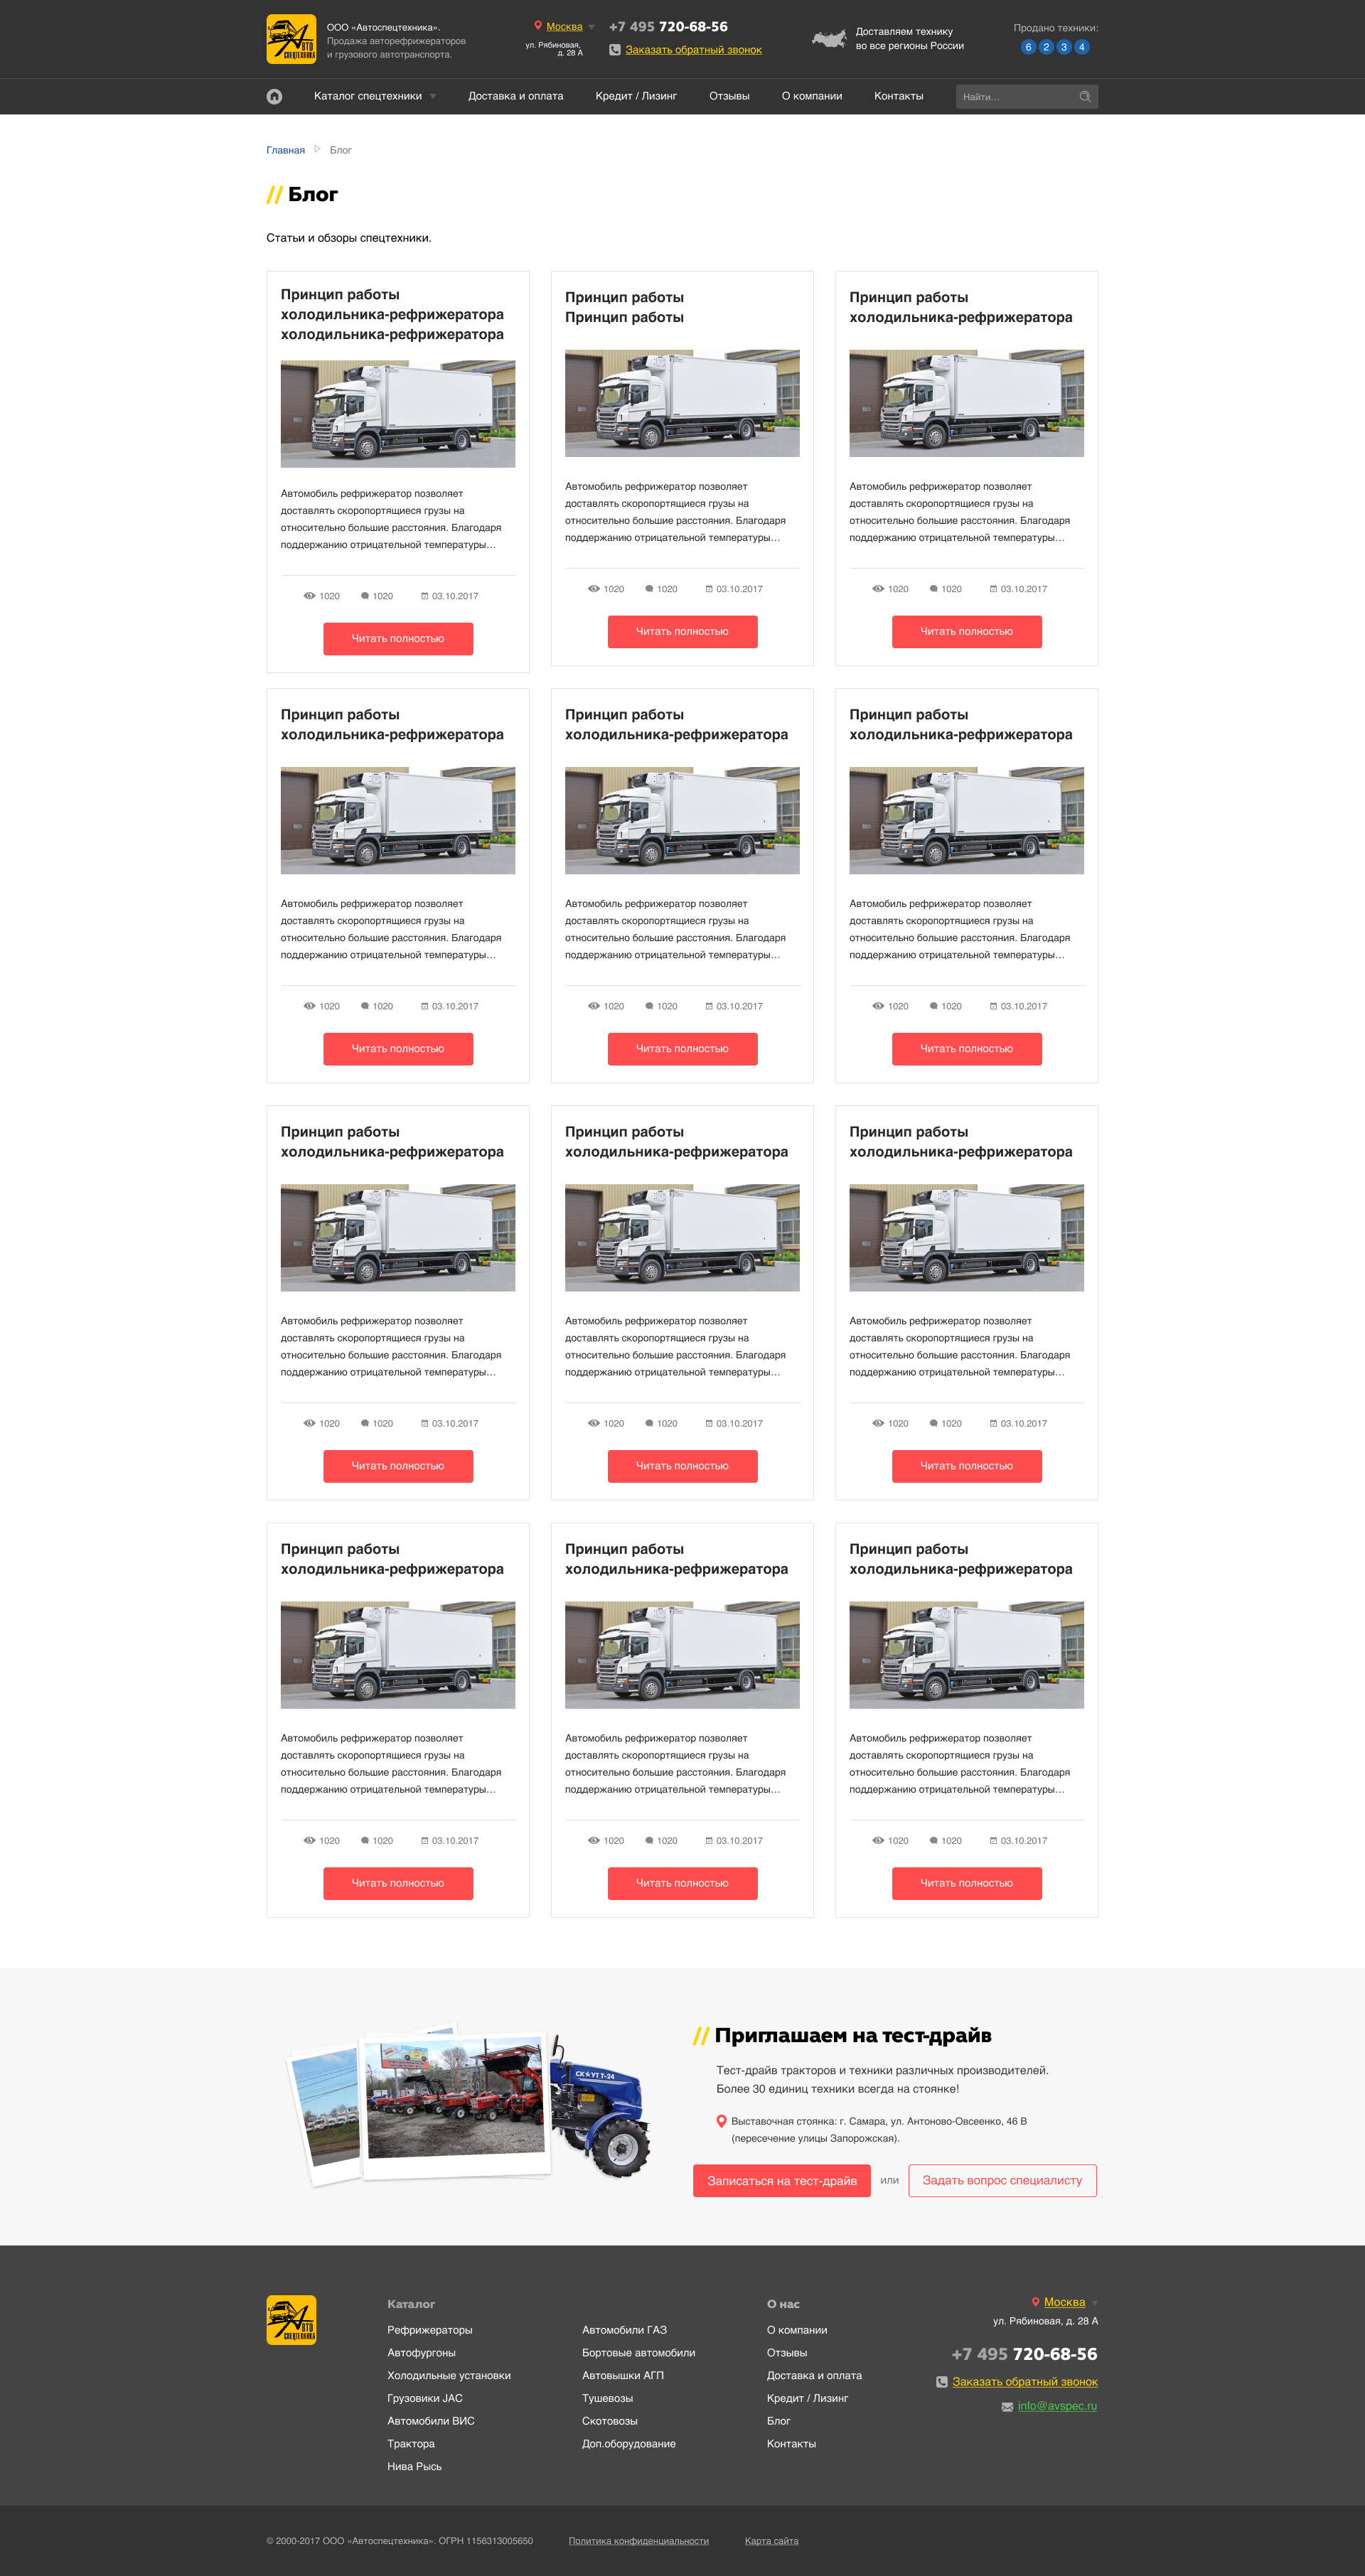 АВТО
СПЕЦТЕХНИКА
ООО «Автоспецтехника».
Продажа авторефрижераторов
и грузового автотранспорта.
Москва
ул. Рябиновая,
д. 28 А
+7 495 720-68-56
Заказать обратный звонок
Доставляем технику
во все регионы России
Продано техники:
6 2 3 4
Каталог спецтехники Доставка и оплата Кредит / Лизинг Отзывы О компании Контакты Найти...
Главная Блог
// Блог
Статьи и обзоры спецтехники.
Принцип работы
холодильника-рефрижератора
холодильника-рефрижератора
Автомобиль рефрижератор позволяет
доставлять скоропортящиеся грузы на
относительно большие расстояния. Благодаря
поддержанию отрицательной температуры...
1020 1020 03.10.2017
Читать полностью
Принцип работы
Принцип работы
Автомобиль рефрижератор позволяет
доставлять скоропортящиеся грузы на
относительно большие расстояния. Благодаря
поддержанию отрицательной температуры...
1020 1020 03.10.2017
Читать полностью
Принцип работы
холодильника-рефрижератора
Автомобиль рефрижератор позволяет
доставлять скоропортящиеся грузы на
относительно большие расстояния. Благодаря
поддержанию отрицательной температуры...
1020 1020 03.10.2017
Читать полностью
Принцип работы
холодильника-рефрижератора
Автомобиль рефрижератор позволяет
доставлять скоропортящиеся грузы на
относительно большие расстояния. Благодаря
поддержанию отрицательной температуры...
1020 1020 03.10.2017
Читать полностью
Принцип работы
холодильника-рефрижератора
Автомобиль рефрижератор позволяет
доставлять скоропортящиеся грузы на
относительно большие расстояния. Благодаря
поддержанию отрицательной температуры...
1020 1020 03.10.2017
Читать полностью
Принцип работы
холодильника-рефрижератора
Автомобиль рефрижератор позволяет
доставлять скоропортящиеся грузы на
относительно большие расстояния. Благодаря
поддержанию отрицательной температуры...
1020 1020 03.10.2017
Читать полностью
Принцип работы
холодильника-рефрижератора
Автомобиль рефрижератор позволяет
доставлять скоропортящиеся грузы на
относительно большие расстояния. Благодаря
поддержанию отрицательной температуры...
1020 1020 03.10.2017
Читать полностью
Принцип работы
холодильника-рефрижератора
Автомобиль рефрижератор позволяет
доставлять скоропортящиеся грузы на
относительно большие расстояния. Благодаря
поддержанию отрицательной температуры...
1020 1020 03.10.2017
Читать полностью
Принцип работы
холодильника-рефрижератора
Автомобиль рефрижератор позволяет
доставлять скоропортящиеся грузы на
относительно большие расстояния. Благодаря
поддержанию отрицательной температуры...
1020 1020 03.10.2017
Читать полностью
Принцип работы
холодильника-рефрижератора
Автомобиль рефрижератор позволяет
доставлять скоропортящиеся грузы на
относительно большие расстояния. Благодаря
поддержанию отрицательной температуры...
1020 1020 03.10.2017
Читать полностью
Принцип работы
холодильника-рефрижератора
Автомобиль рефрижератор позволяет
доставлять скоропортящиеся грузы на
относительно большие расстояния. Благодаря
поддержанию отрицательной температуры...
1020 1020 03.10.2017
Читать полностью
Принцип работы
холодильника-рефрижератора
Автомобиль рефрижератор позволяет
доставлять скоропортящиеся грузы на
относительно большие расстояния. Благодаря
поддержанию отрицательной температуры...
1020 1020 03.10.2017
Читать полностью
СК★УТ Т-24
// Приглашаем на тест-драйв
Тест-драйв тракторов и техники различных производителей.
Более 30 единиц техники всегда на стоянке!
Выставочная стоянка: г. Самара, ул. Антоново-Овсеенко, 46 В
(пересечение улицы Запорожская).
Записаться на тест-драйв или Задать вопрос специалисту
АВТО
СПЕЦТЕХНИКА
Каталог
Рефрижераторы
Автофургоны
Холодильные установки
Грузовики JAC
Автомобили ВИС
Трактора
Нива Рысь
Автомобили ГАЗ
Бортовые автомобили
Автовышки АГП
Тушевозы
Скотовозы
Доп.оборудование
О нас
О компании
Отзывы
Доставка и оплата
Кредит / Лизинг
Блог
Контакты
Москва
ул. Рябиновая, д. 28 А
+7 495 720-68-56
Заказать обратный звонок
info@avspec.ru
© 2000-2017 ООО «Автоспецтехника». ОГРН 1156313005650 Политика конфиденциальности Карта сайта